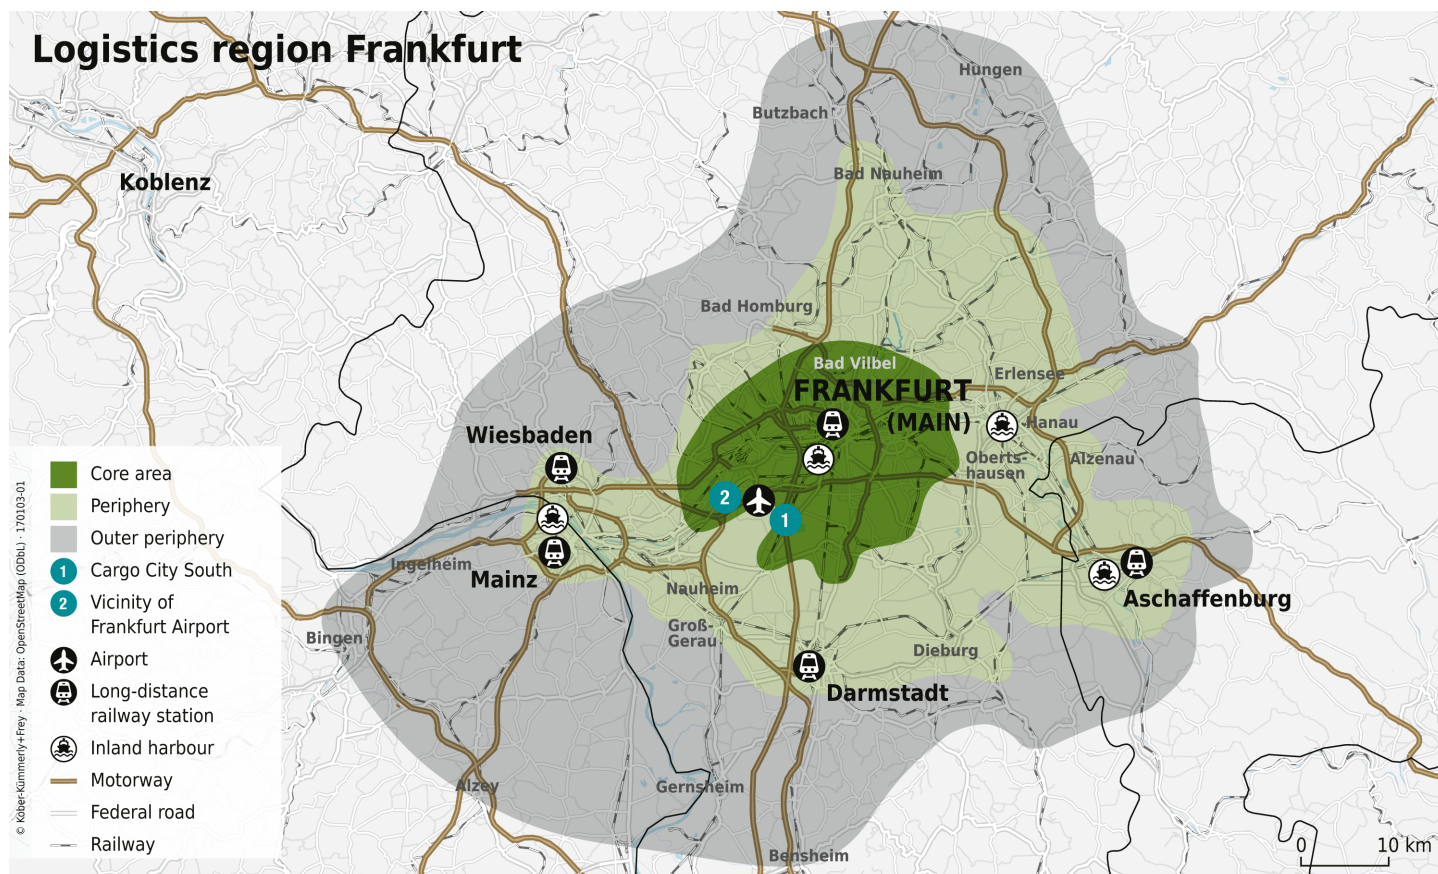 Logistics region Frankfurt
Hungen
Butzbach
Bad Nauheim
Koblenz
Bad Homburg
Bad Vilbel
FRANKFURT
(MAIN)
Erlensee
Hanau
Wiesbaden
Oberts-
hausen
Alzenau
2
1
Ingelheim
Mainz
Nauheim
Aschaffenburg
Groß-
Gerau
Bingen
Dieburg
Darmstadt
Alzey
Gernsheim
Bensheim
Core area
Periphery
Outer periphery
1 Cargo City South
2 Vicinity of
Frankfurt Airport
Airport
Long-distance
railway station
Inland harbour
Motorway
Federal road
Railway
© Köber-Kümmerly+Frey · Map Data: OpenStreetMap (ODbL) · 170103-01
0 10 km